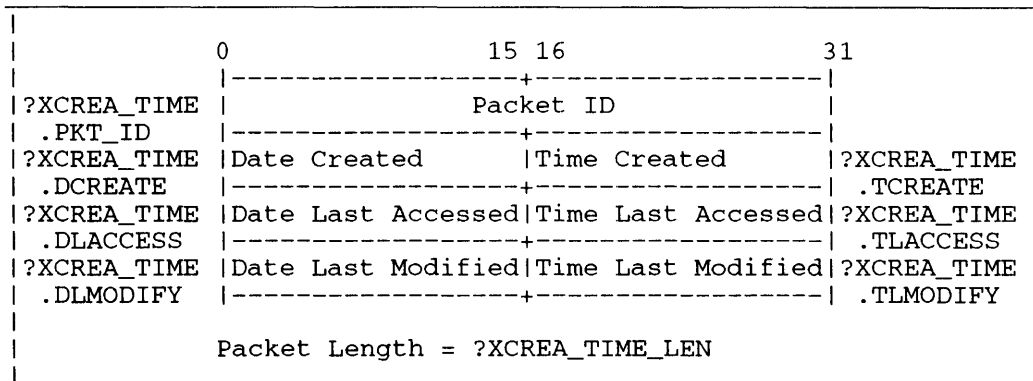 0 15 16 31
|------------------+------------------|
?XCREA_TIME | Packet ID |
.PKT_ID |------------------+------------------|
?XCREA_TIME |Date Created |Time Created |?XCREA_TIME
.DCREATE |------------------+------------------| .TCREATE
?XCREA_TIME |Date Last Accessed|Time Last Accessed|?XCREA_TIME
.DLACCESS |------------------+------------------| .TLACCESS
?XCREA_TIME |Date Last Modified|Time Last Modified|?XCREA_TIME
.DLMODIFY |------------------+------------------| .TLMODIFY
Packet Length = ?XCREA_TIME_LEN